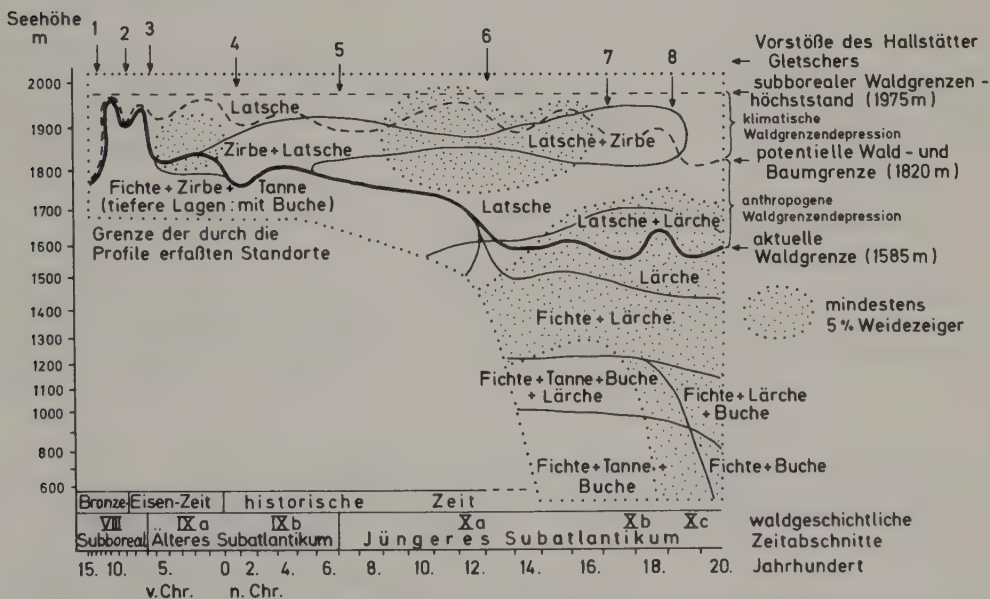 Seehöhe
m
1 2 3 4 5 6 7 8
Vorstöße des Hallstätter
Gletschers
subborealer Waldgrenzen-
höchststand (1975 m)
klimatische
Waldgrenzendepression
potentielle Wald- und
Baumgrenze (1820 m)
anthropogene
Waldgrenzendepression
aktuelle
Waldgrenze (1585 m)
mindestens
5 % Weidezeiger
2000
1900
1800
1700
1600
1500
1400
1300
1200
1100
1000
800
600
Latsche
Zirbe + Latsche
Latsche + Zirbe
Fichte + Zirbe + Tanne
(tiefere Lagen: mit Buche)
Latsche
Latsche + Lärche
Grenze der durch die
Profile erfaßten Standorte
Lärche
Fichte + Lärche
Fichte + Tanne + Buche
+ Lärche
Fichte + Lärche
+ Buche
Fichte + Tanne +
Buche
Fichte + Buche
Bronze- Eisen-Zeit historische Zeit
VIII IX a IX b X a X b X c
Subboreal Älteres Subatlantikum Jüngeres Subatlantikum
waldgeschichtliche
Zeitabschnitte
15. 10. 5. 0 2. 4. 6. 8. 10. 12. 14. 16. 18. 20. Jahrhundert
v. Chr. n. Chr.